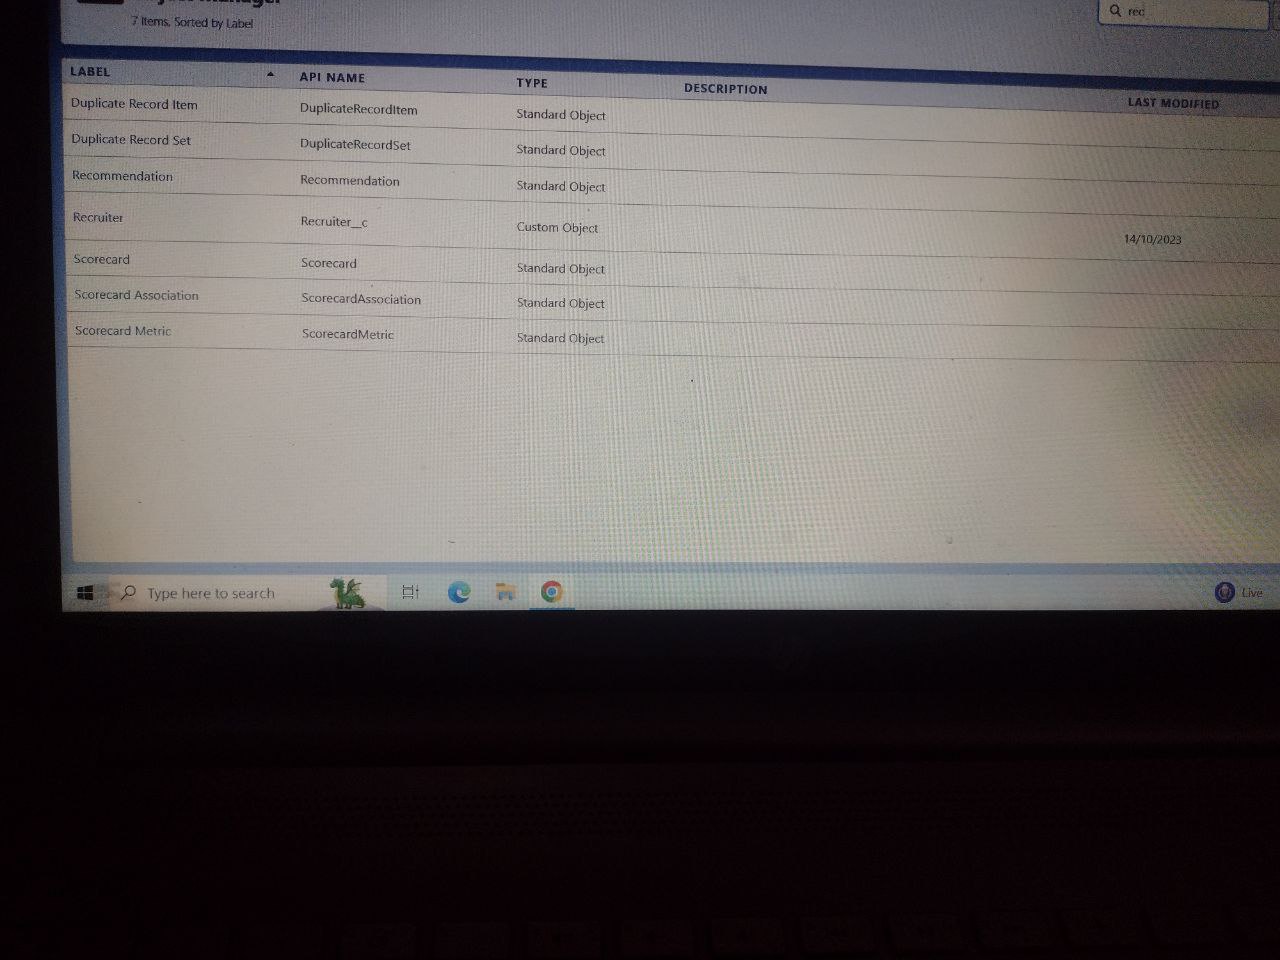 7 Items, Sorted by Label
rec
LABEL API NAME TYPE DESCRIPTION LAST MODIFIED
Duplicate Record Item DuplicateRecordItem Standard Object
Duplicate Record Set DuplicateRecordSet Standard Object
Recommendation Recommendation Standard Object
Recruiter Recruiter__c Custom Object 14/10/2023
Scorecard Scorecard Standard Object
Scorecard Association ScorecardAssociation Standard Object
Scorecard Metric ScorecardMetric Standard Object
Type here to search
Live